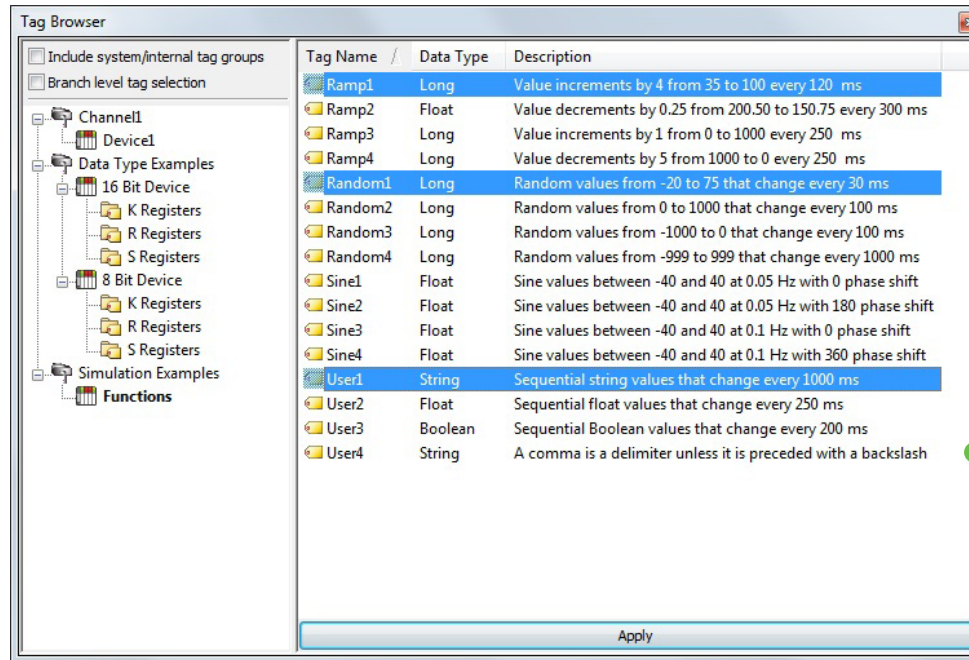 Tag Browser
Include system/internal tag groups
Branch level tag selection
Channel1
Device1
Data Type Examples
16 Bit Device
K Registers
R Registers
S Registers
8 Bit Device
K Registers
R Registers
S Registers
Simulation Examples
Functions
Tag Name Data Type Description
Ramp1 Long Value increments by 4 from 35 to 100 every 120 ms
Ramp2 Float Value decrements by 0.25 from 200.50 to 150.75 every 300 ms
Ramp3 Long Value increments by 1 from 0 to 1000 every 250 ms
Ramp4 Long Value decrements by 5 from 1000 to 0 every 250 ms
Random1 Long Random values from -20 to 75 that change every 30 ms
Random2 Long Random values from 0 to 1000 that change every 100 ms
Random3 Long Random values from -1000 to 0 that change every 100 ms
Random4 Long Random values from -999 to 999 that change every 1000 ms
Sine1 Float Sine values between -40 and 40 at 0.05 Hz with 0 phase shift
Sine2 Float Sine values between -40 and 40 at 0.05 Hz with 180 phase shift
Sine3 Float Sine values between -40 and 40 at 0.1 Hz with 0 phase shift
Sine4 Float Sine values between -40 and 40 at 0.1 Hz with 360 phase shift
User1 String Sequential string values that change every 1000 ms
User2 Float Sequential float values that change every 250 ms
User3 Boolean Sequential Boolean values that change every 200 ms
User4 String A comma is a delimiter unless it is preceded with a backslash
Apply